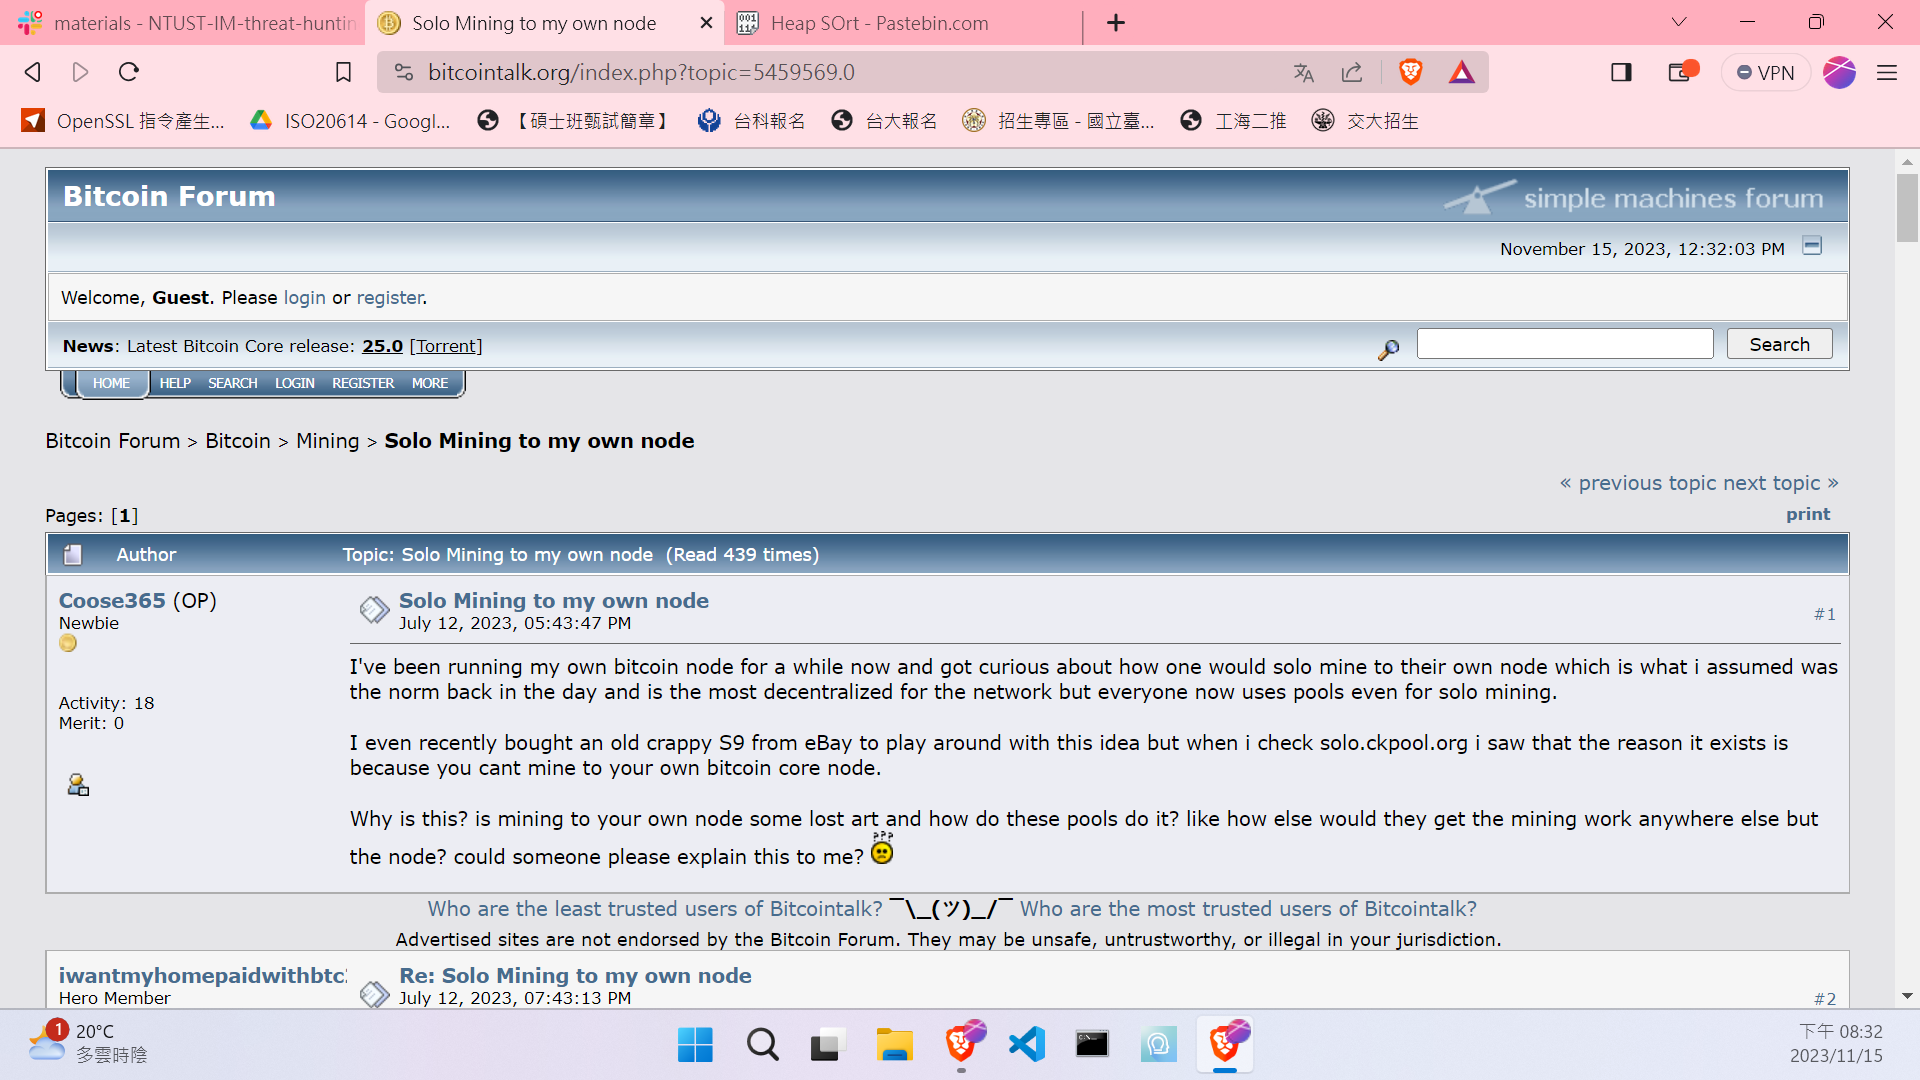 materials - NTUST-IM-threat-huntin
Solo Mining to my own node
Heap SOrt - Pastebin.com
bitcointalk.org/index.php?topic=5459569.0
VPN
OpenSSL 指令產生...
ISO20614 - Googl...
【碩士班甄試簡章】
台科報名
台大報名
招生專區 - 國立臺...
工海二推
交大招生
Bitcoin Forum
simple machines forum
November 15, 2023, 12:32:03 PM
Welcome, Guest. Please login or register.
News: Latest Bitcoin Core release: 25.0 [Torrent]
Search
HOME HELP SEARCH LOGIN REGISTER MORE
Bitcoin Forum > Bitcoin > Mining > Solo Mining to my own node
« previous topic next topic »
Pages: [1]
print
Author
Topic: Solo Mining to my own node (Read 439 times)
Coose365 (OP)
Newbie
Activity: 18
Merit: 0
Solo Mining to my own node
July 12, 2023, 05:43:47 PM
#1
I've been running my own bitcoin node for a while now and got curious about how one would solo mine to their own node which is what i assumed was
the norm back in the day and is the most decentralized for the network but everyone now uses pools even for solo mining.
I even recently bought an old crappy S9 from eBay to play around with this idea but when i check solo.ckpool.org i saw that the reason it exists is
because you cant mine to your own bitcoin core node.
Why is this? is mining to your own node some lost art and how do these pools do it? like how else would they get the mining work anywhere else but
the node? could someone please explain this to me?
Who are the least trusted users of Bitcointalk? ¯\_(ツ)_/¯ Who are the most trusted users of Bitcointalk?
Advertised sites are not endorsed by the Bitcoin Forum. They may be unsafe, untrustworthy, or illegal in your jurisdiction.
iwantmyhomepaidwithbtc
Hero Member
Re: Solo Mining to my own node
July 12, 2023, 07:43:13 PM
#2
1
20°C
多雲時陰
下午 08:32
2023/11/15